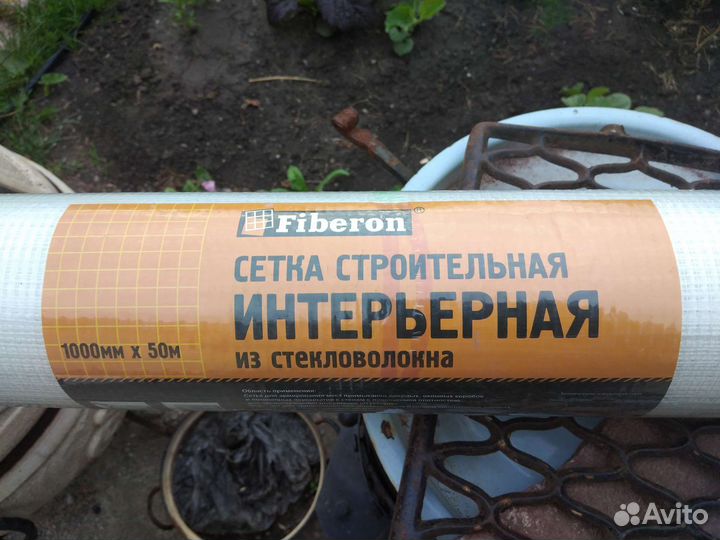 Fiberon®
СЕТКА СТРОИТЕЛЬНАЯ
ИНТЕРЬЕРНАЯ
из стекловолокна
1000мм х 50м
Область применения:
Avito